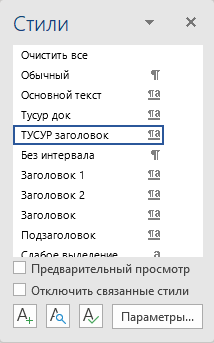 Стили
Очистить все
Обычный ¶
Основной текст ¶a
Тусур док ¶a
ТУСУР заголовок ¶a
Без интервала ¶
Заголовок 1 ¶a
Заголовок 2 ¶a
Заголовок ¶a
Подзаголовок ¶a
Слабое выделение a
Предварительный просмотр
Отключить связанные стили
Параметры...